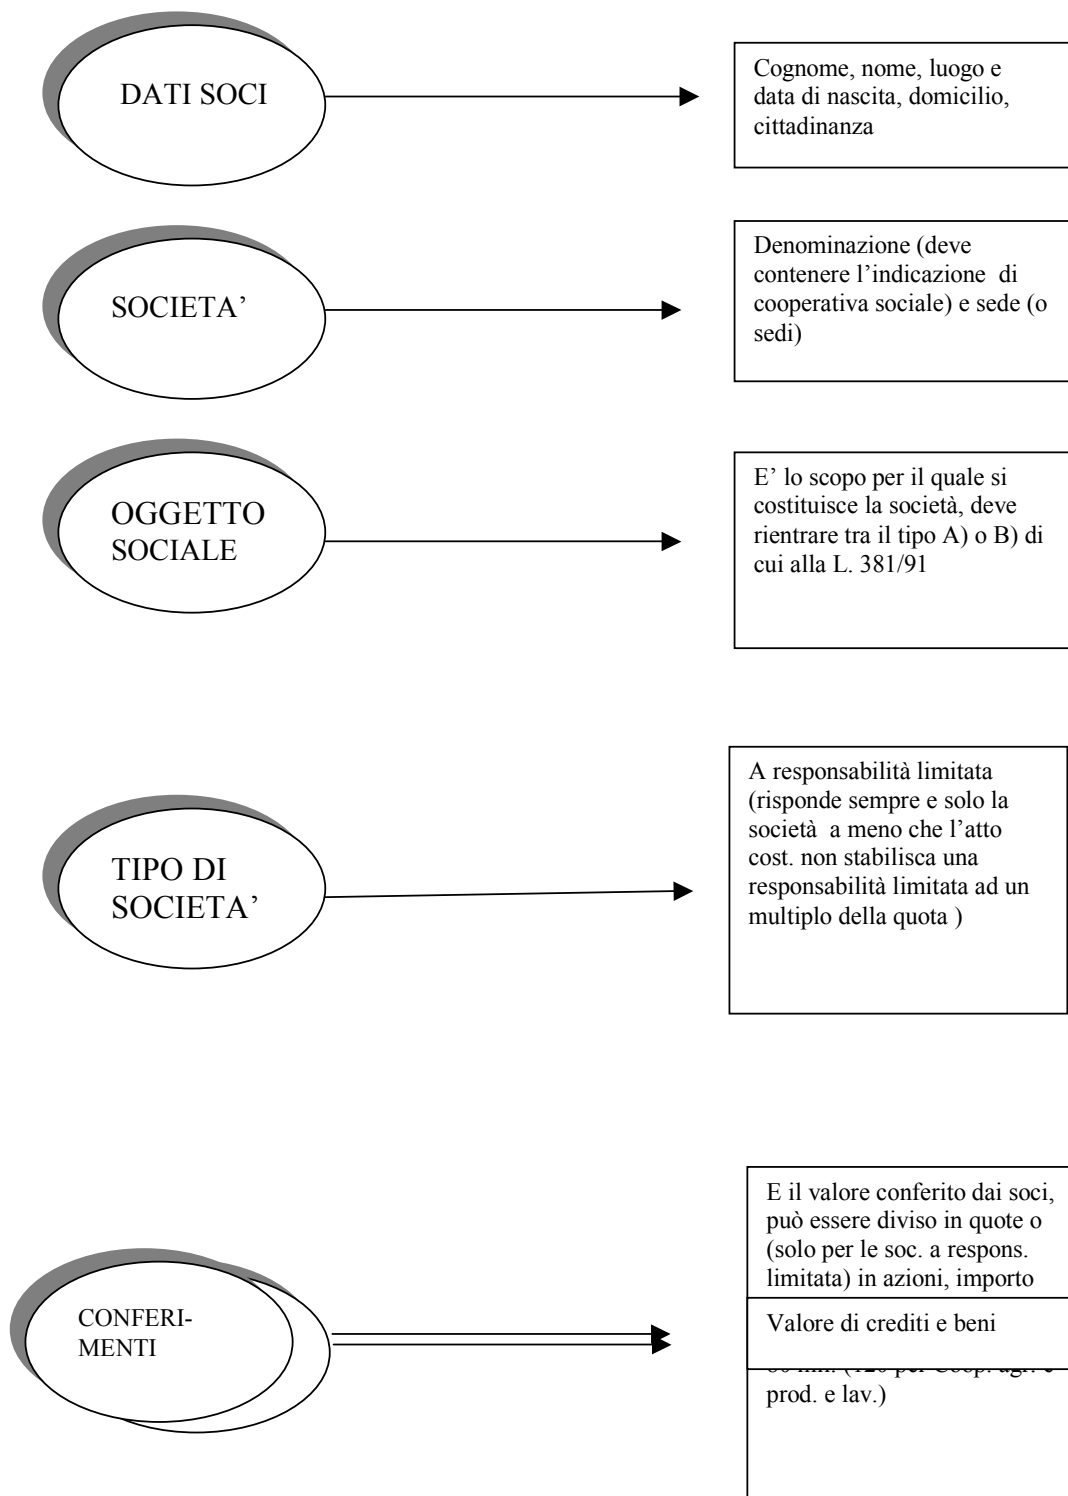 DATI SOCI
Cognome, nome, luogo e
data di nascita, domicilio,
cittadinanza
SOCIETA’
Denominazione (deve
contenere l’indicazione di
cooperativa sociale) e sede (o
sedi)
OGGETTO
SOCIALE
E’ lo scopo per il quale si
costituisce la società, deve
rientrare tra il tipo A) o B) di
cui alla L. 381/91
TIPO DI
SOCIETA’
A responsabilità limitata
(risponde sempre e solo la
società a meno che l’atto
cost. non stabilisca una
responsabilità limitata ad un
multiplo della quota )
CONFERI-
MENTI
E il valore conferito dai soci,
può essere diviso in quote o
(solo per le soc. a respons.
limitata) in azioni, importo
Valore di crediti e beni
prod. e lav.)